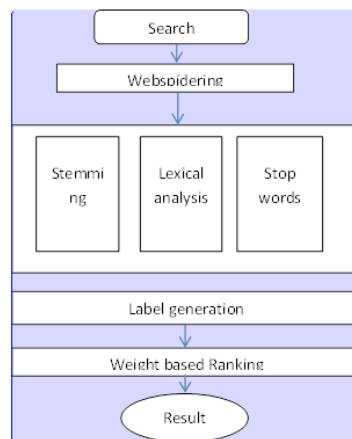 Search
Webspidering
Stemmi
ng
Lexical
analysis
Stop
words
Label generation
Weight based Ranking
Result